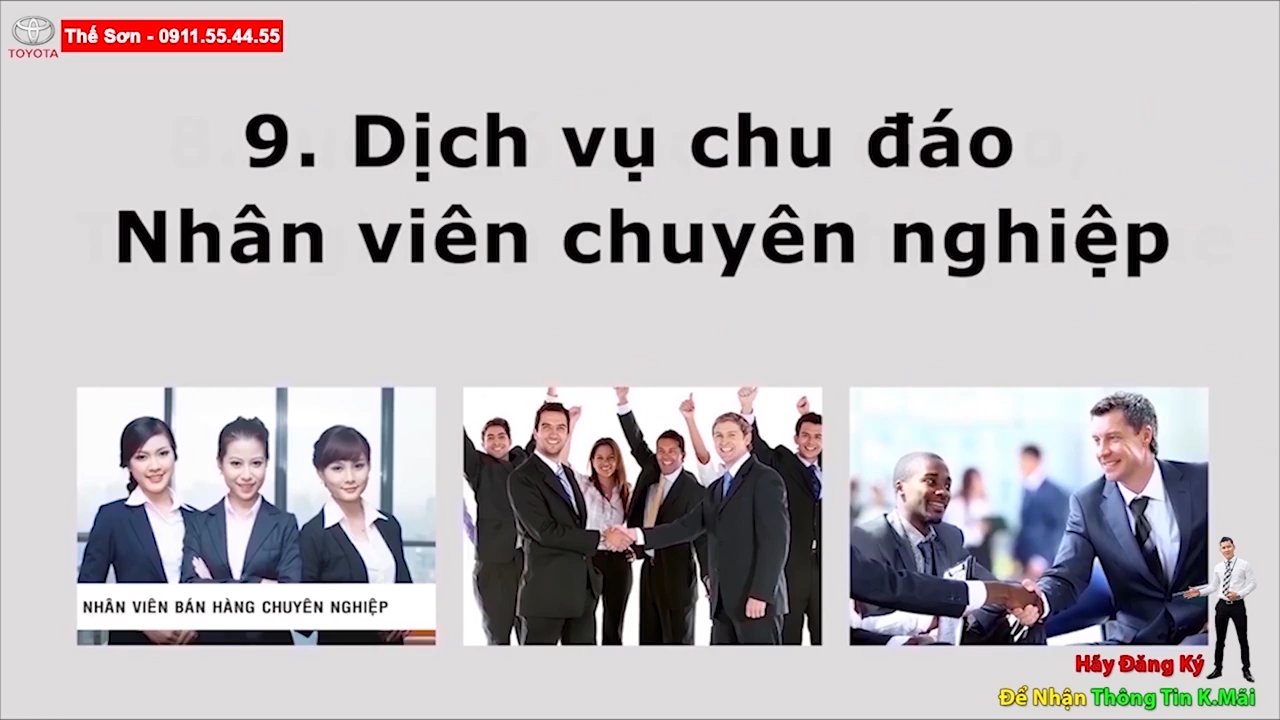 TOYOTA
Thế Sơn - 0911.55.44.55
9. Dịch vụ chu đáo
Nhân viên chuyên nghiệp
NHÂN VIÊN BÁN HÀNG CHUYÊN NGHIỆP
Hãy Đăng Ký
Để Nhận Thông Tin K.Mãi